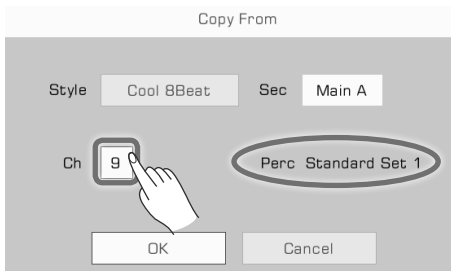 Copy From
Style Cool 8Beat Sec Main A
Ch 9 Perc Standard Set 1
OK Cancel